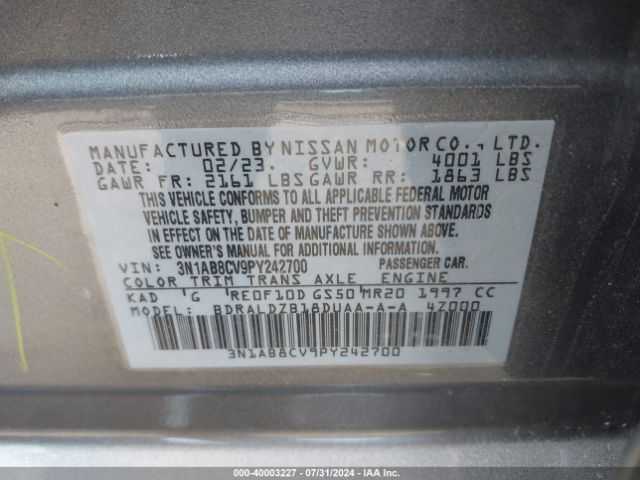 MANUFACTURED BY NISSAN MOTOR CO., LTD.
DATE: 02/23. GVWR: 4001 LBS
GAWR FR: 2161 LBS GAWR RR: 1863 LBS
THIS VEHICLE CONFORMS TO ALL APPLICABLE FEDERAL MOTOR
VEHICLE SAFETY, BUMPER AND THEFT PREVENTION STANDARDS
IN EFFECT ON THE DATE OF MANUFACTURE SHOWN ABOVE.
SEE OWNER'S MANUAL FOR ADDITIONAL INFORMATION.
VIN: 3N1AB8CV9PY242700 PASSENGER CAR.
COLOR TRIM TRANS AXLE ENGINE
KAD G RE0F10D GS50 MR20 1997 CC
MODEL: BDRALDZB18DUAA-A-A 4Z000
3N1AB8CV9PY242700
000-40003227 - 07/31/2024 - IAA Inc.